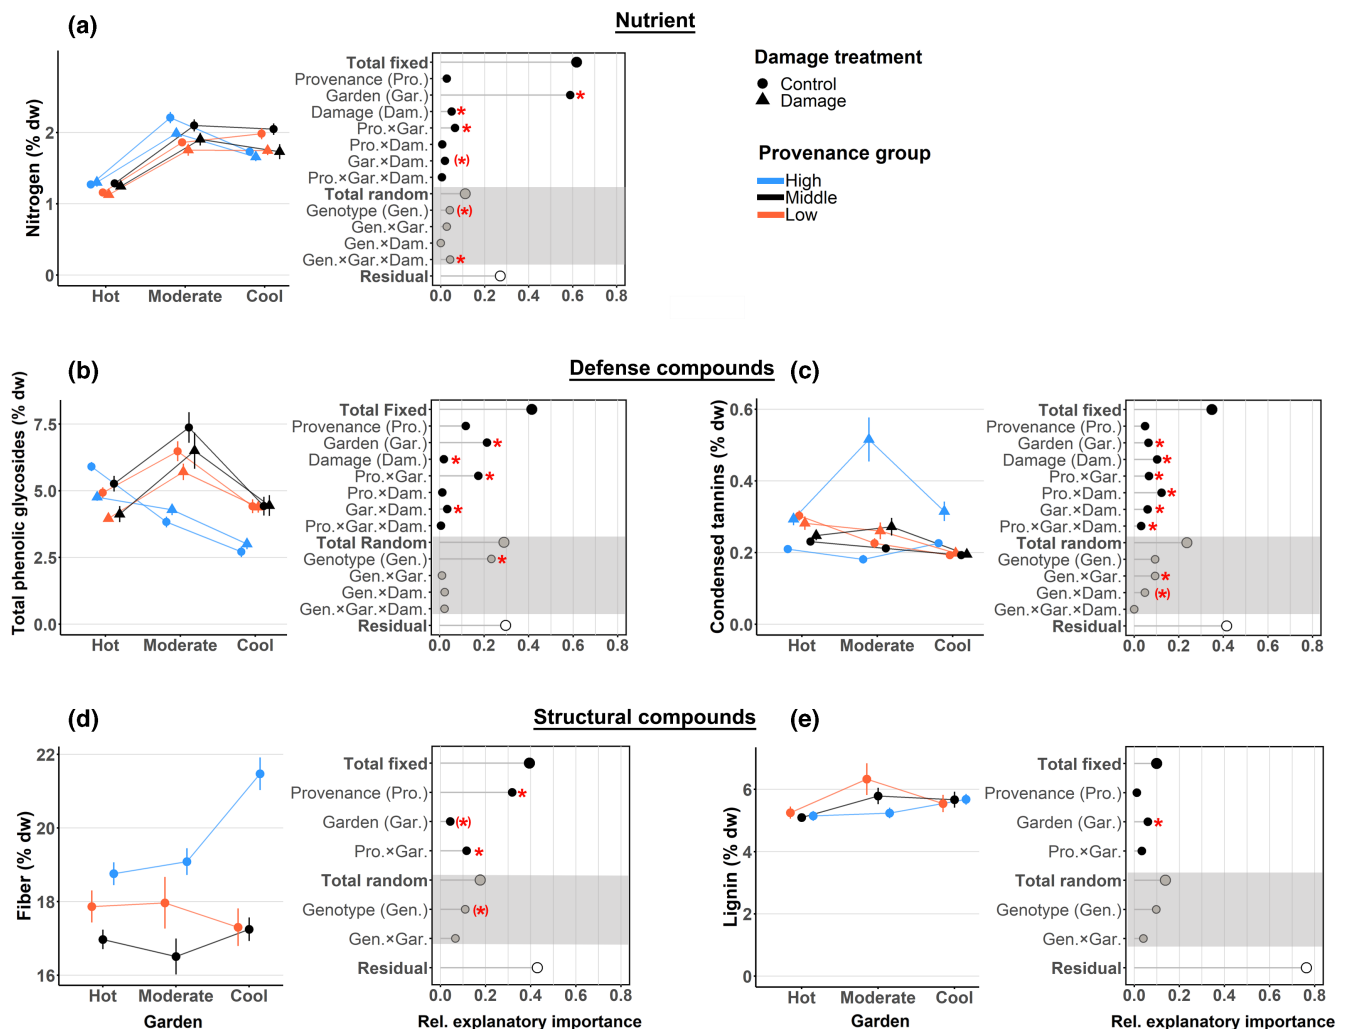 (a)
Nutrient
Nitrogen (% dw)
2
1
0
Hot Moderate Cool
Total fixed
Provenance (Pro.)
Garden (Gar.) *
Damage (Dam.) *
Pro.×Gar. *
Pro.×Dam.
Gar.×Dam. (*)
Pro.×Gar.×Dam.
Total random
Genotype (Gen.) (*)
Gen.×Gar.
Gen.×Dam.
Gen.×Gar.×Dam. *
Residual
0.0 0.2 0.4 0.6 0.8
Damage treatment
Control
Damage
Provenance group
High
Middle
Low
(b)
Defense compounds
Total phenolic glycosides (% dw)
7.5
5.0
2.5
0.0
Hot Moderate Cool
Total Fixed
Provenance (Pro.)
Garden (Gar.) *
Damage (Dam.) *
Pro.×Gar. *
Pro.×Dam.
Gar.×Dam. *
Pro.×Gar.×Dam.
Total Random
Genotype (Gen.) *
Gen.×Gar.
Gen.×Dam.
Gen.×Gar.×Dam.
Residual
0.0 0.2 0.4 0.6 0.8
(c)
Condensed tannins (% dw)
0.6
0.4
0.2
0.0
Hot Moderate Cool
Total fixed
Provenance (Pro.)
Garden (Gar.) *
Damage (Dam.) *
Pro.×Gar. *
Pro.×Dam. *
Gar.×Dam. *
Pro.×Gar.×Dam. *
Total random
Genotype (Gen.)
Gen.×Gar. *
Gen.×Dam. (*)
Gen.×Gar.×Dam.
Residual
0.0 0.2 0.4 0.6 0.8
(d)
Structural compounds
Fiber (% dw)
22
20
18
16
Hot Moderate Cool
Garden
Total fixed
Provenance (Pro.) *
Garden (Gar.) (*)
Pro.×Gar. *
Total random
Genotype (Gen.) (*)
Gen.×Gar.
Residual
0.0 0.2 0.4 0.6 0.8
Rel. explanatory importance
(e)
Lignin (% dw)
6
4
2
0
Hot Moderate Cool
Garden
Total fixed
Provenance (Pro.)
Garden (Gar.) *
Pro.×Gar.
Total random
Genotype (Gen.)
Gen.×Gar.
Residual
0.0 0.2 0.4 0.6 0.8
Rel. explanatory importance